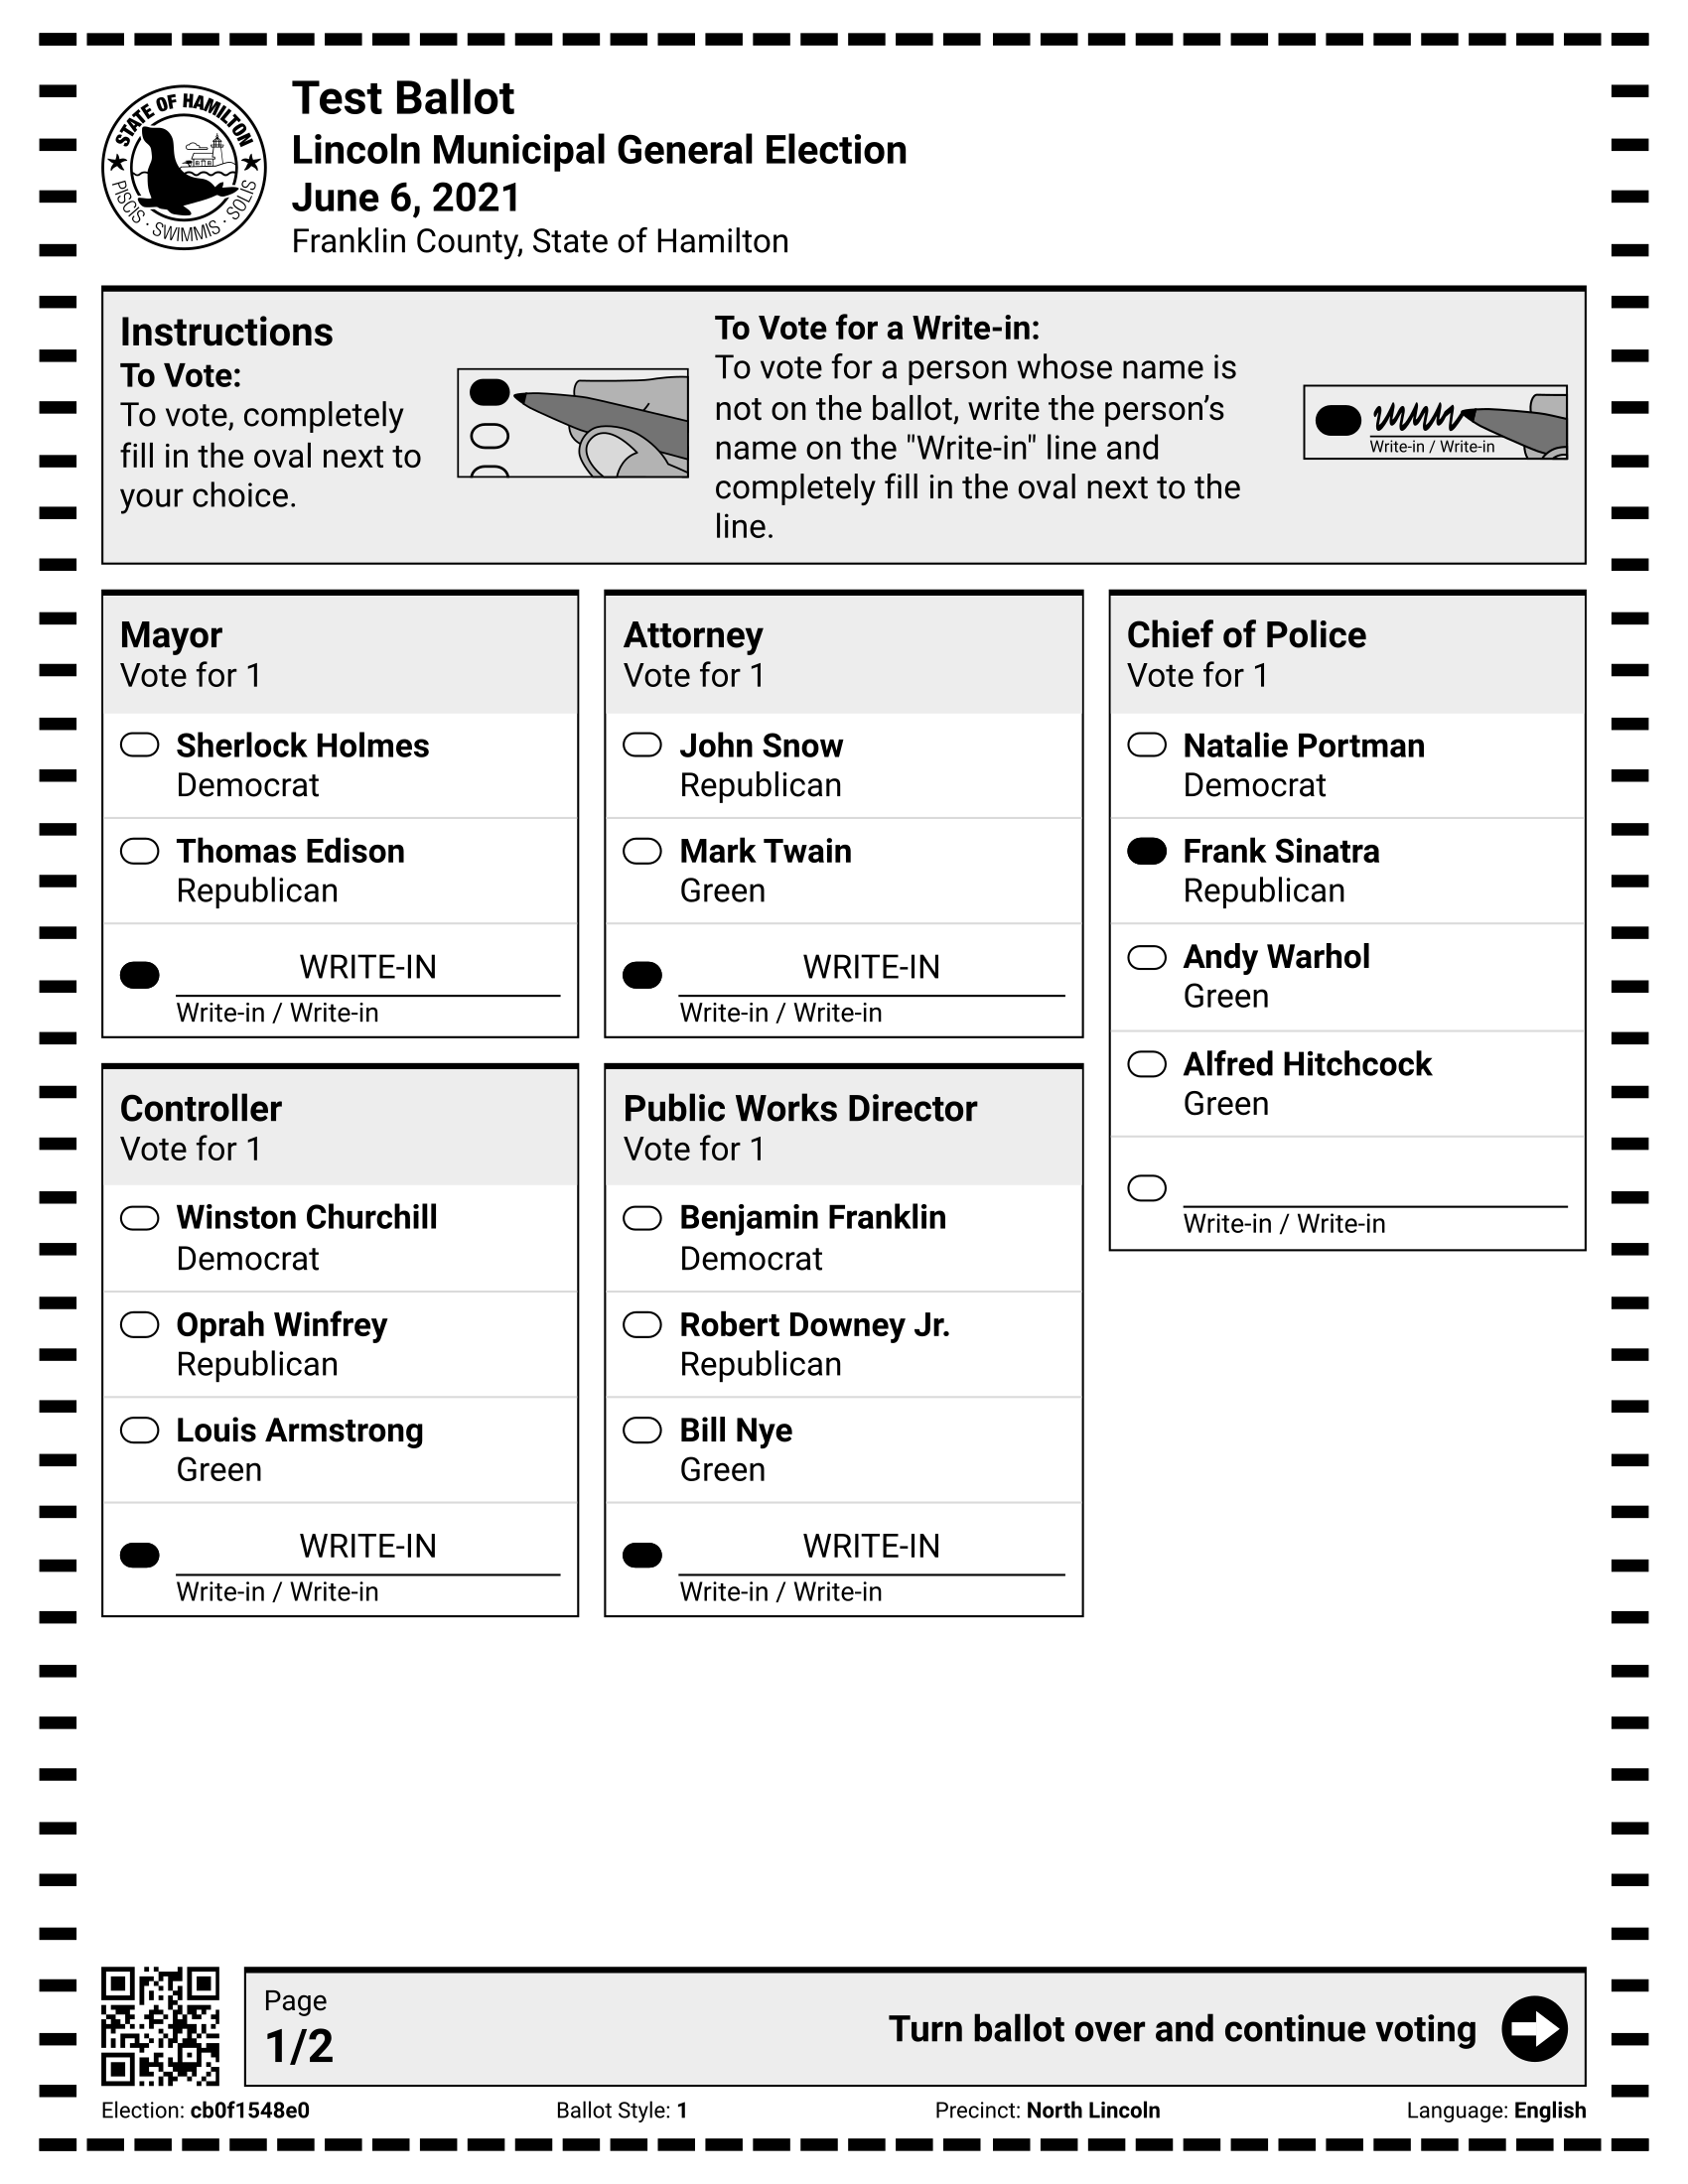 STATE OF HAMILTON
PISCIS · SWIMMIS · SOLIS
Test Ballot
Lincoln Municipal General Election
June 6, 2021
Franklin County, State of Hamilton
Instructions
To Vote:
To vote, completely
fill in the oval next to
your choice.
To Vote for a Write-in:
To vote for a person whose name is
not on the ballot, write the person’s
name on the "Write-in" line and
completely fill in the oval next to the
line.
Write-in / Write-in
Mayor
Vote for 1
Sherlock Holmes
Democrat
Thomas Edison
Republican
WRITE-IN
Write-in / Write-in
Controller
Vote for 1
Winston Churchill
Democrat
Oprah Winfrey
Republican
Louis Armstrong
Green
WRITE-IN
Write-in / Write-in
Attorney
Vote for 1
John Snow
Republican
Mark Twain
Green
WRITE-IN
Write-in / Write-in
Public Works Director
Vote for 1
Benjamin Franklin
Democrat
Robert Downey Jr.
Republican
Bill Nye
Green
WRITE-IN
Write-in / Write-in
Chief of Police
Vote for 1
Natalie Portman
Democrat
Frank Sinatra
Republican
Andy Warhol
Green
Alfred Hitchcock
Green
Write-in / Write-in
Page
1/2
Turn ballot over and continue voting
Election: cb0f1548e0
Ballot Style: 1
Precinct: North Lincoln
Language: English